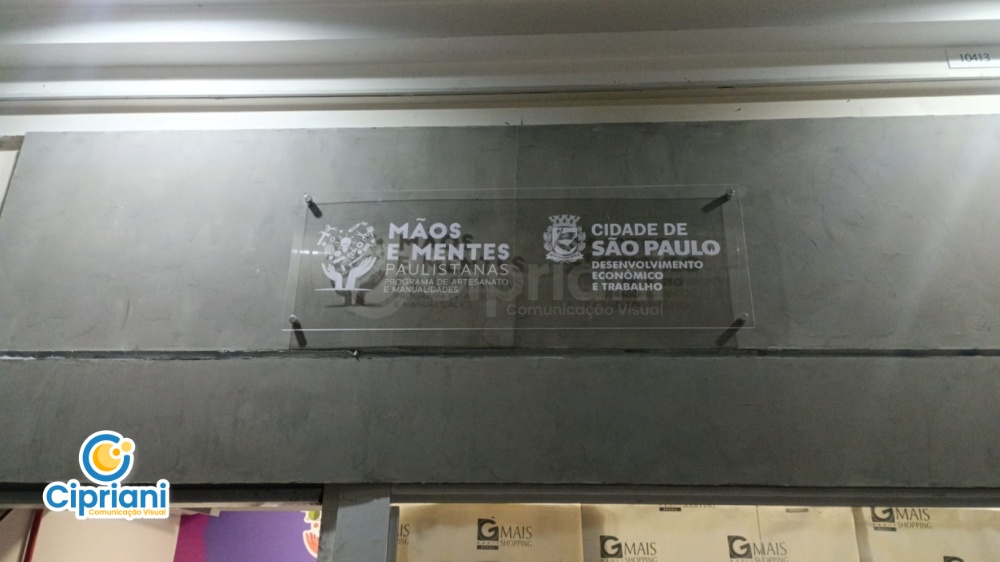 10413
MÃOS
E MENTES
PAULISTANAS
PROGRAMA DE ARTESANATO
E MANUALIDADES
CIDADE DE
SÃO PAULO
DESENVOLVIMENTO
ECONÔMICO
E TRABALHO
Cipriani
Comunicação Visual
Cipriani
Comunicação Visual
G MAIS
SHOPPING
G MAIS
SHOPPING
G MAIS
SHOPPING
G MAIS
SHOPPING